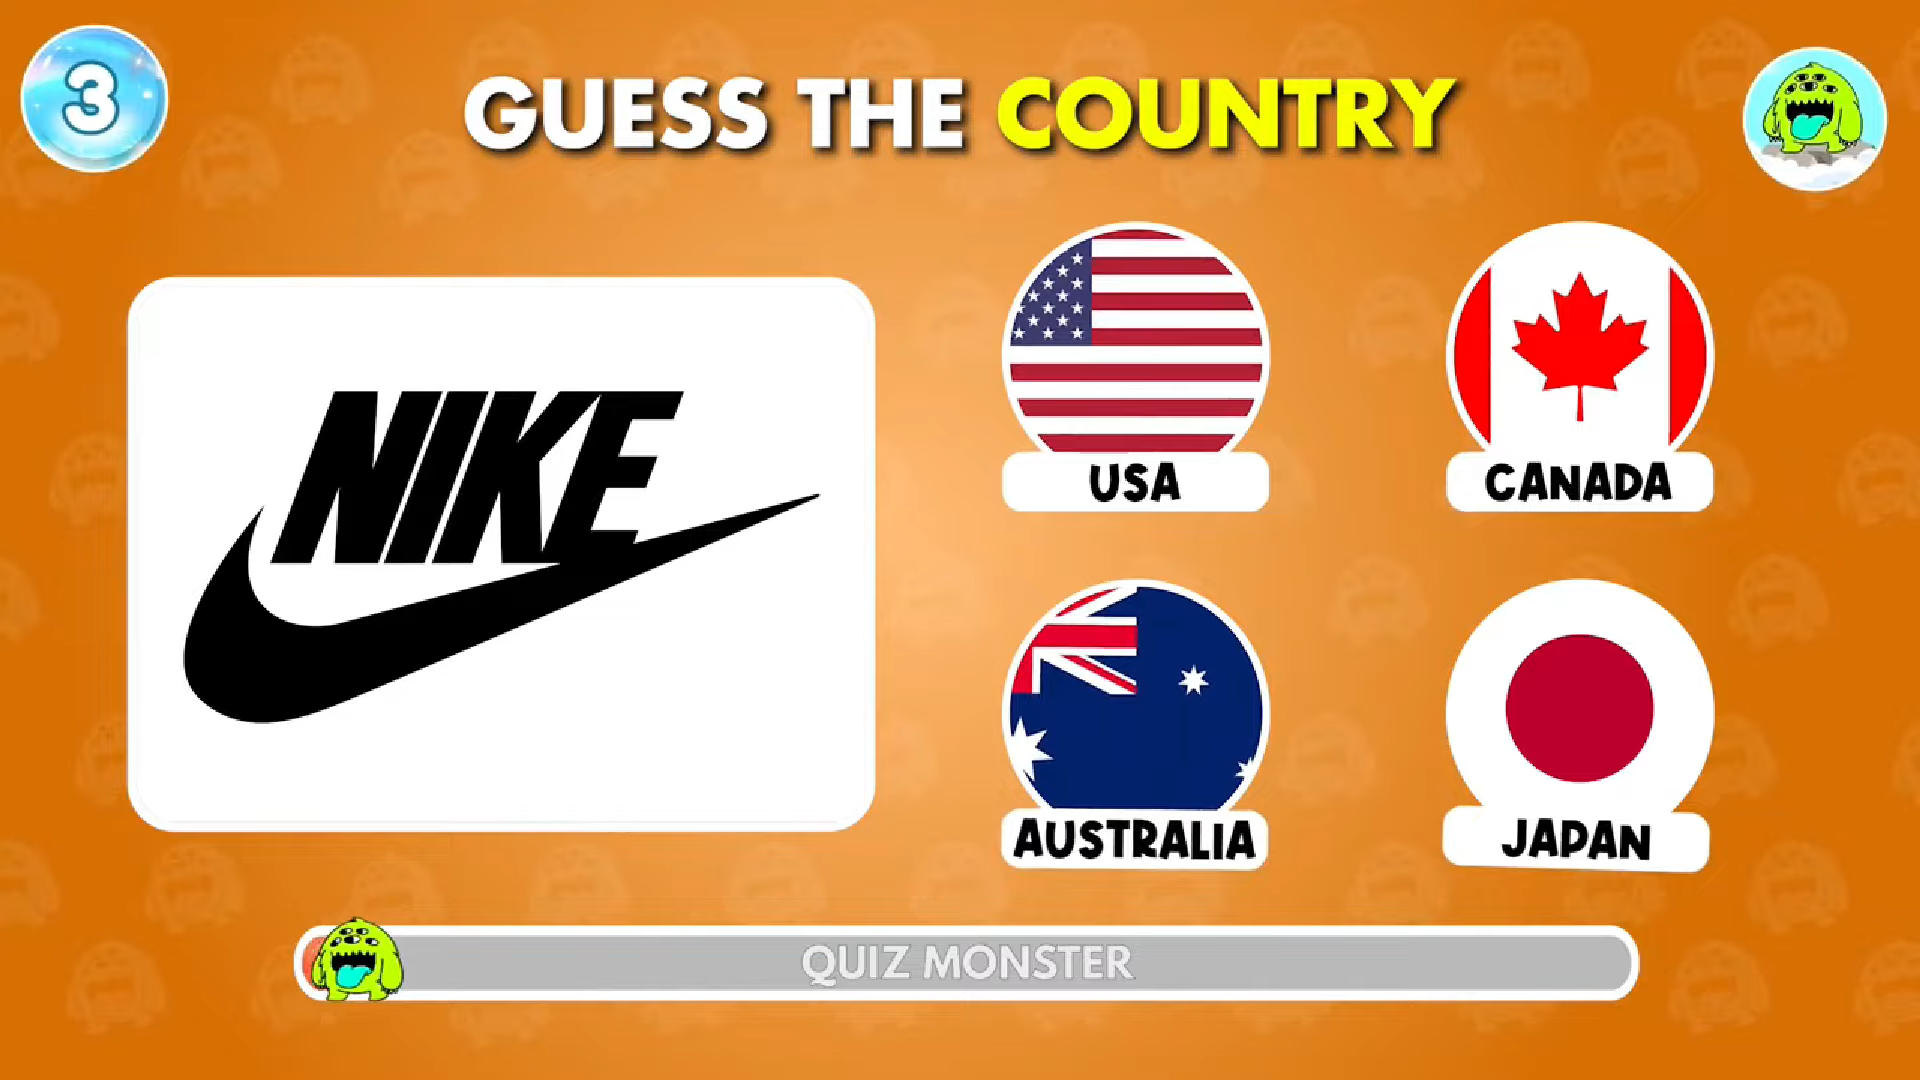 3
GUESS THE COUNTRY
NIKE
USA
CANADA
AUSTRALIA
JAPAN
QUIZ MONSTER